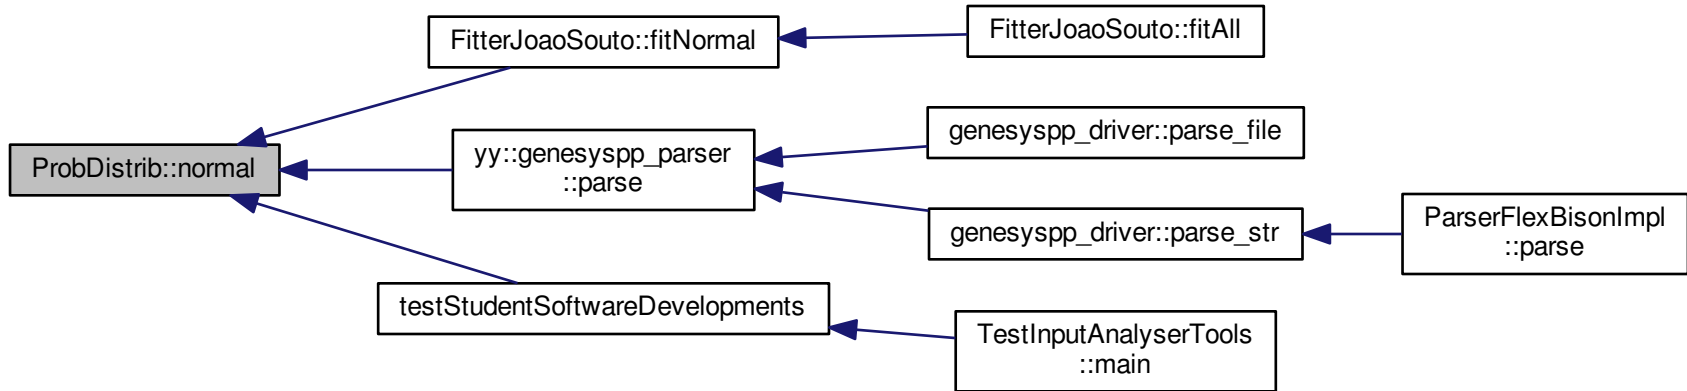 FitterJoaoSouto::fitNormal
FitterJoaoSouto::fitAll
ProbDistrib::normal
yy::genesyspp_parser
::parse
genesyspp_driver::parse_file
genesyspp_driver::parse_str
ParserFlexBisonImpl
::parse
testStudentSoftwareDevelopments
TestInputAnalyserTools
::main